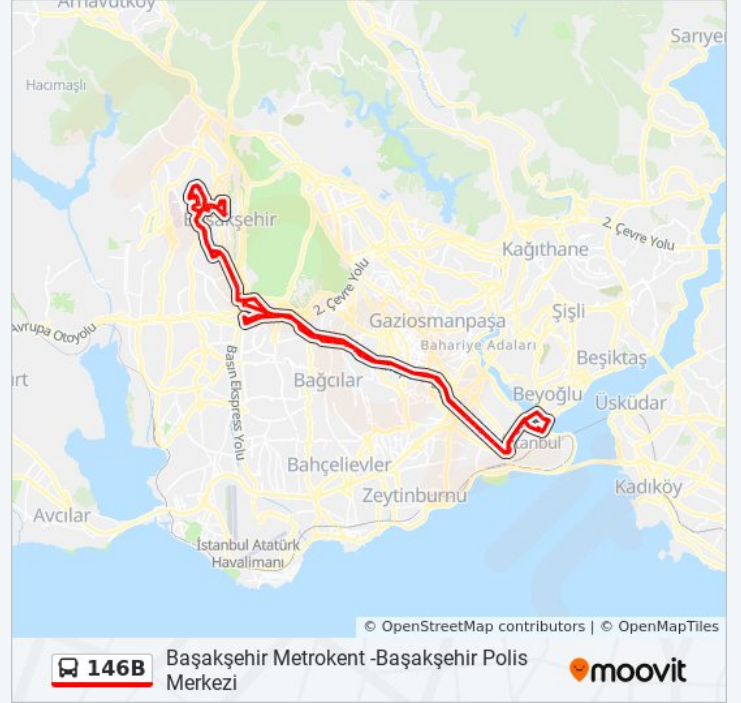 Arnavutköy
Sarıyer
Hacımaşlı
Başakşehir
2. Çevre Yolu
Kağıthane
2. Çevre Yolu
Şişli
Gaziosmanpaşa
Avrupa Otoyolu
Bahariye Adaları
Beşiktaş
Bağcılar
Beyoğlu
Üsküdar
Basın Ekspress Yolu
Bahçelievler
Kadıköy
Zeytinburnu
Avcılar
İstanbul Atatürk
Havalimanı
© OpenStreetMap contributors | © OpenMapTiles
146B
Başakşehir Metrokent -Başakşehir Polis
Merkezi
moovit